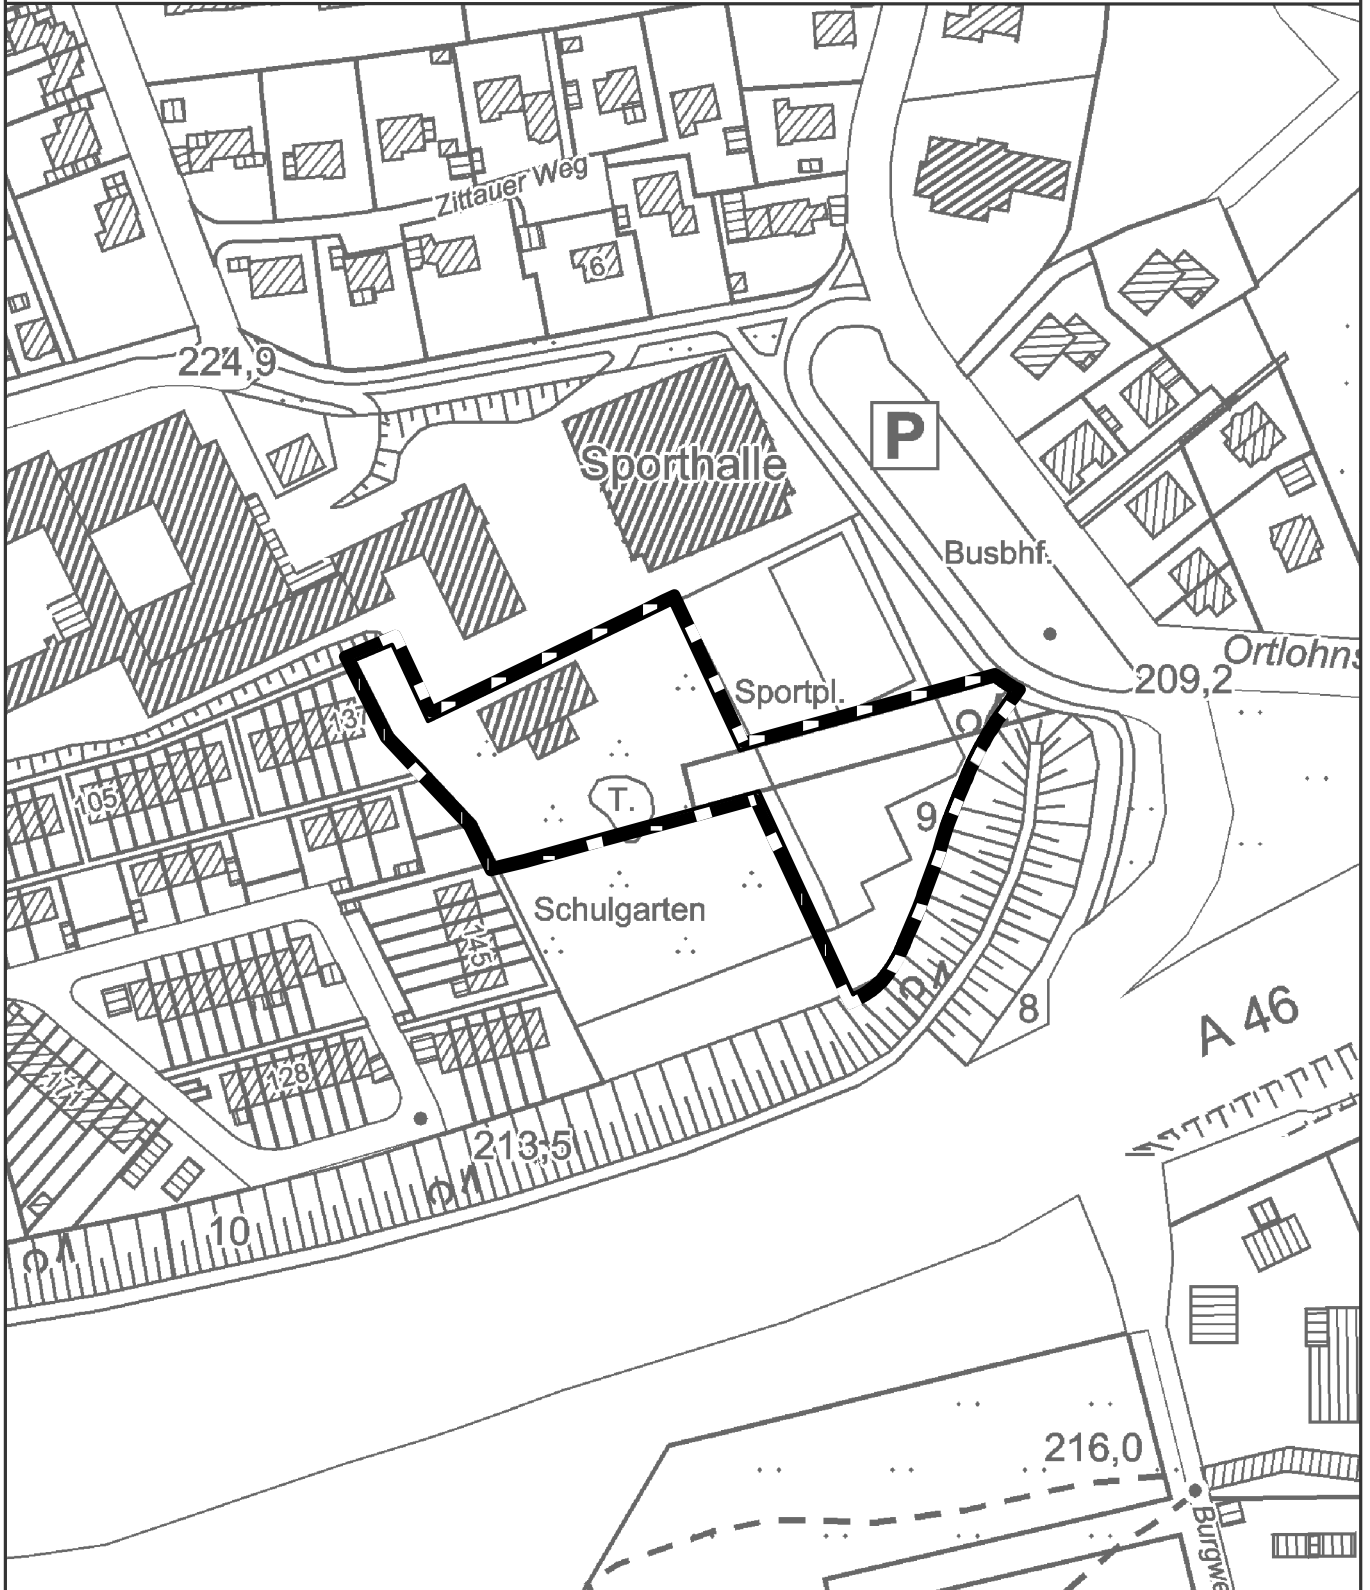 Zittauer Weg
6
224,9
Sporthalle
P
Busbhf.
Ortlohns
209,2
Sportpl.
137
105
T.
9
Schulgarten
145
8
A 46
128
171
213,5
10
216,0
Burgwe